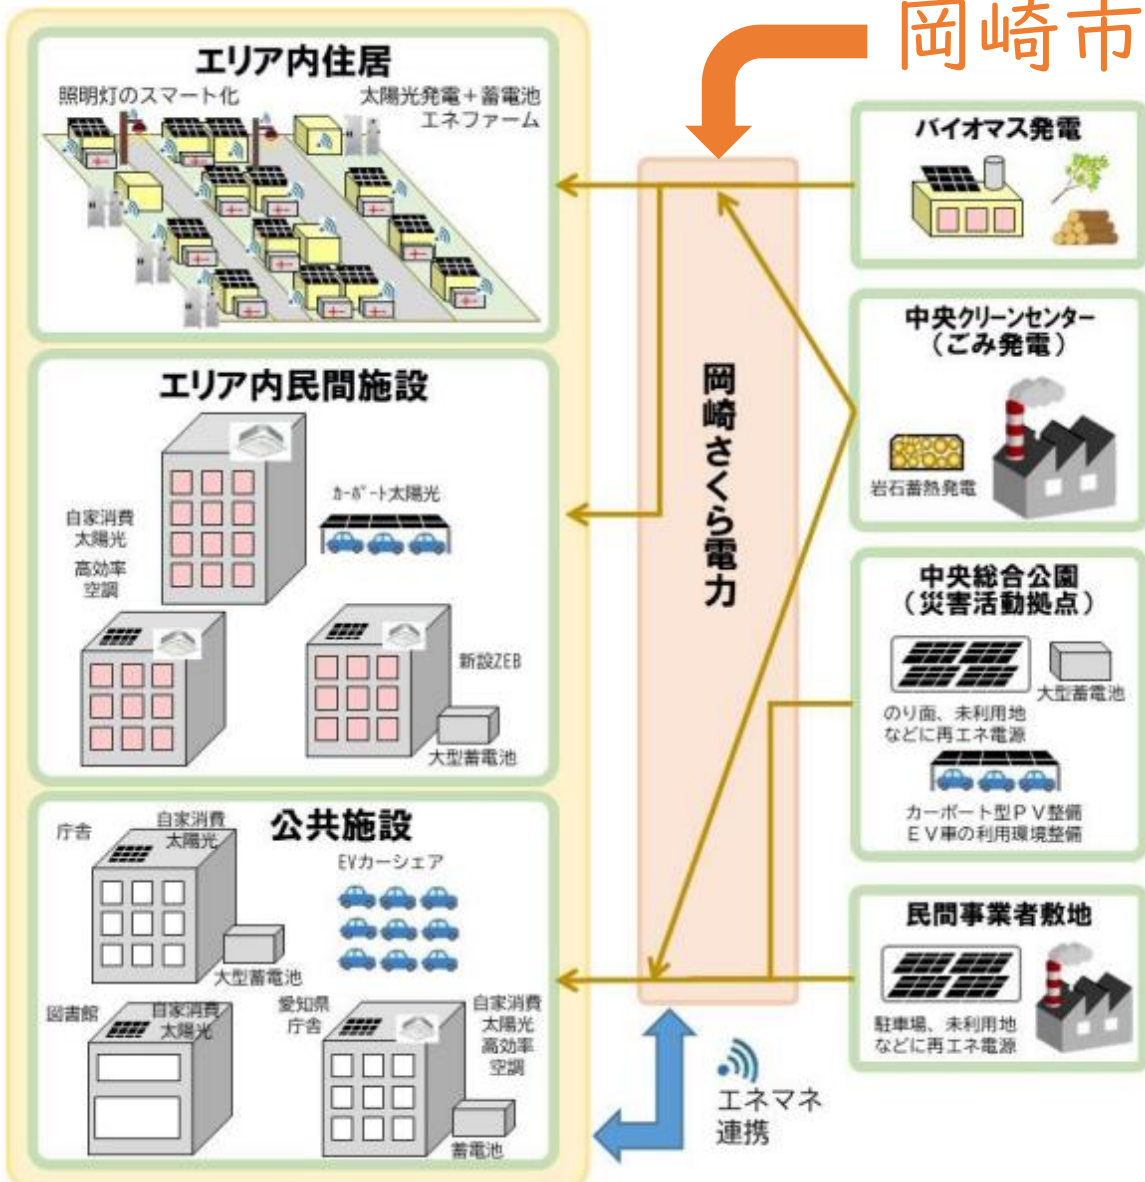 岡崎市
エリア内住居
照明灯のスマート化
太陽光発電＋蓄電池
エネファーム
エリア内民間施設
自家消費
太陽光
高効率
空調
カーポート太陽光
新設ZEB
大型蓄電池
公共施設
庁舎
自家消費
太陽光
大型蓄電池
EVカーシェア
図書館
自家消費
太陽光
愛知県
庁舎
自家消費
太陽光
高効率
空調
蓄電池
岡崎さくら電力
エネマネ
連携
バイオマス発電
中央クリーンセンター
（ごみ発電）
岩石蓄熱発電
中央総合公園
（災害活動拠点）
大型蓄電池
のり面、未利用地
などに再エネ電源
カーポート型ＰＶ整備
ＥＶ車の利用環境整備
民間事業者敷地
駐車場、未利用地
などに再エネ電源